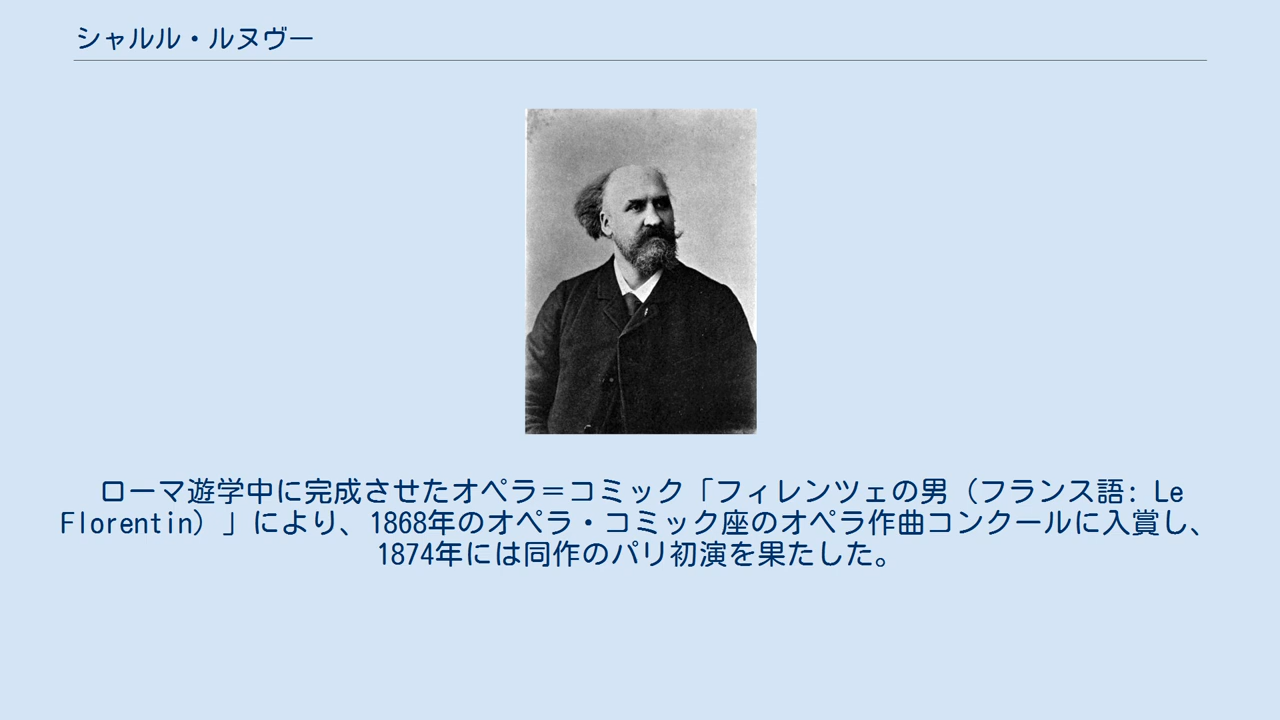 シャルル・ルヌヴー
ローマ遊学中に完成させたオペラ＝コミック「フィレンツェの男（フランス語: Le
Florentin）」により、1868年のオペラ・コミック座のオペラ作曲コンクールに入賞し、
1874年には同作のパリ初演を果たした。